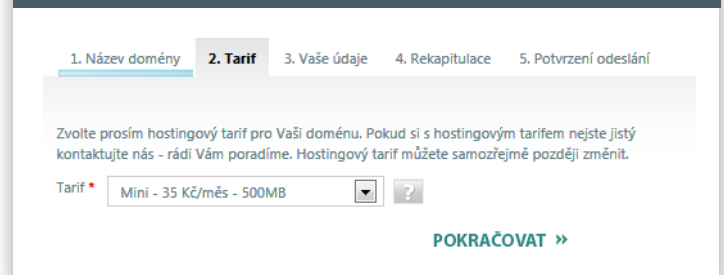 1. Název domény 2. Tarif 3. Vaše údaje 4. Rekapitulace 5. Potvrzení odeslání
Zvolte prosím hostingový tarif pro Vaši doménu. Pokud si s hostingovým tarifem nejste jistý
kontaktujte nás - rádi Vám poradíme. Hostingový tarif můžete samozřejmě později změnit.
Tarif * Mini - 35 Kč/měs - 500MB ?
POKRAČOVAT »